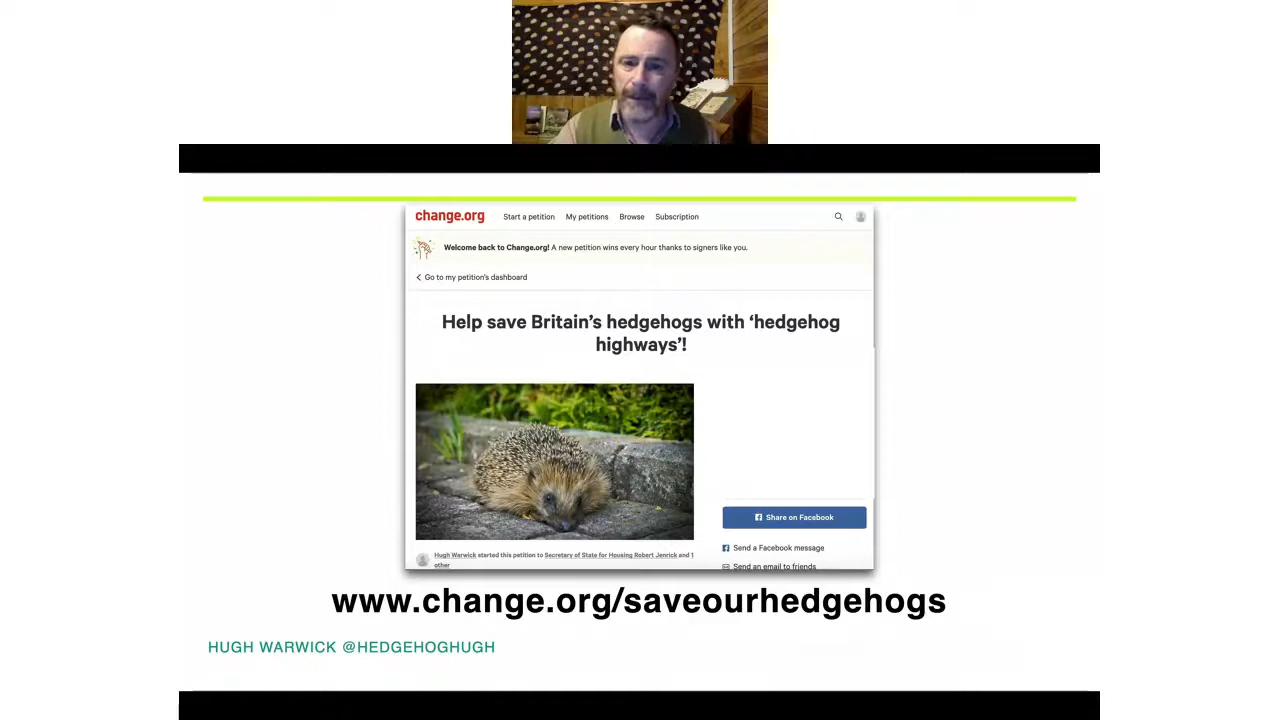 change.org Start a petition My petitions Browse Subscription
Welcome back to Change.org! A new petition wins every hour thanks to signers like you.
Go to my petition's dashboard
Help save Britain's hedgehogs with ‘hedgehog
highways’!
Share on Facebook
Send a Facebook message
Hugh Warwick started this petition to Secretary of State for Housing Robert Jenrick and 1
other
Send an email to friends
www.change.org/saveourhedgehogs
HUGH WARWICK @HEDGEHOGHUGH